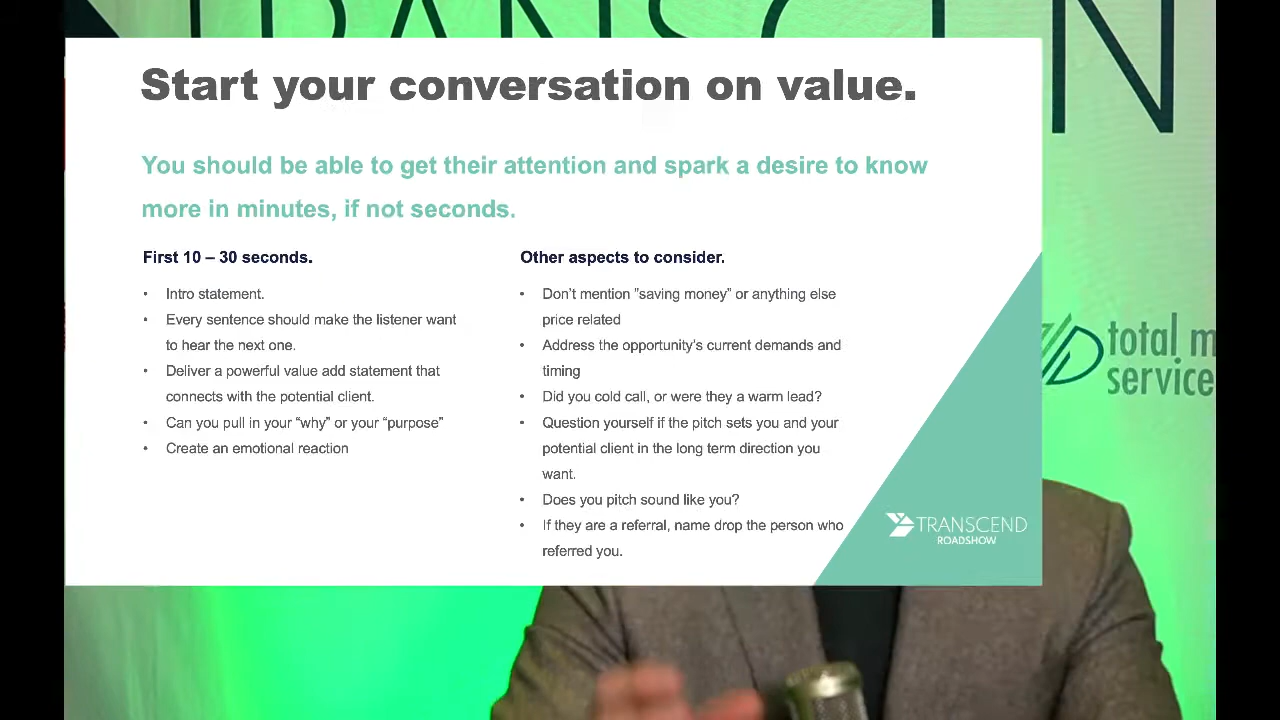 TRANSCEN
Start your conversation on value.
You should be able to get their attention and spark a desire to know
more in minutes, if not seconds.
First 10 – 30 seconds.
• Intro statement.
• Every sentence should make the listener want
to hear the next one.
• Deliver a powerful value add statement that
connects with the potential client.
• Can you pull in your “why” or your “purpose”
• Create an emotional reaction
Other aspects to consider.
• Don’t mention ”saving money” or anything else
price related
• Address the opportunity’s current demands and
timing
• Did you cold call, or were they a warm lead?
• Question yourself if the pitch sets you and your
potential client in the long term direction you
want.
• Does you pitch sound like you?
• If they are a referral, name drop the person who
referred you.
TRANSCEND
ROADSHOW
total m
service